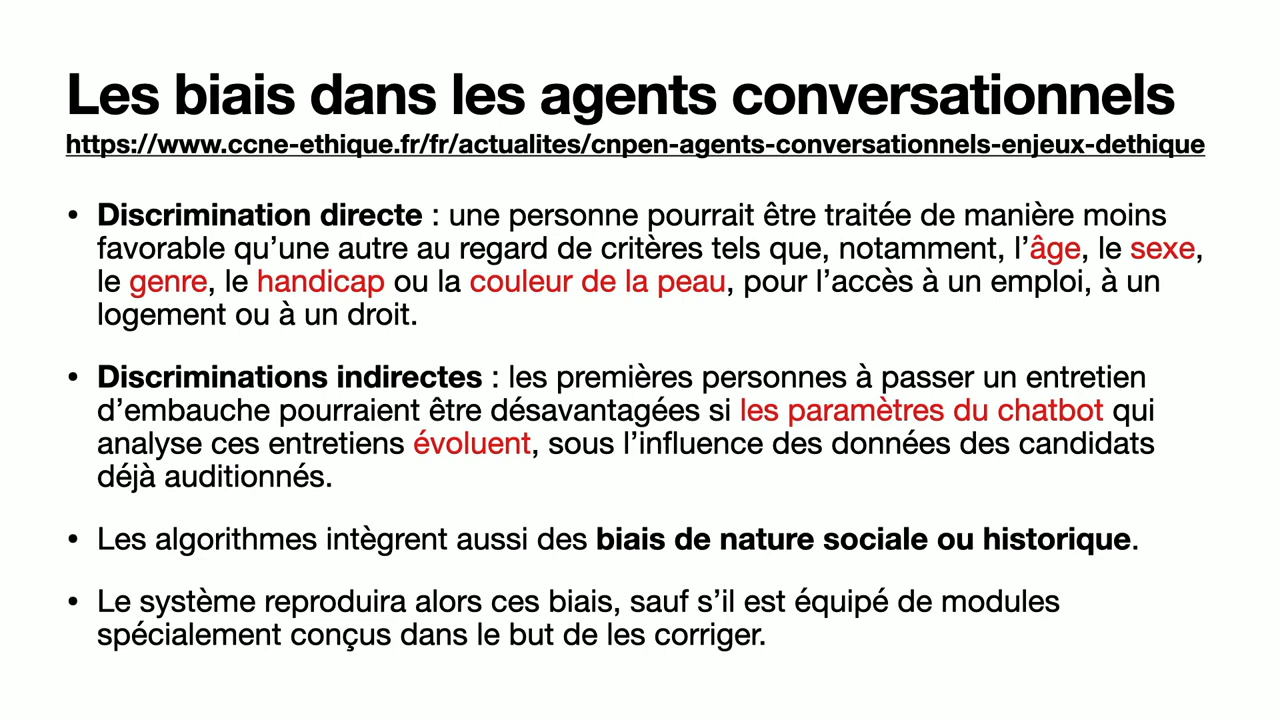 Les biais dans les agents conversationnels
https://www.ccne-ethique.fr/fr/actualites/cnpen-agents-conversationnels-enjeux-dethique
• Discrimination directe : une personne pourrait être traitée de manière moins
favorable qu’une autre au regard de critères tels que, notamment, l’âge, le sexe,
le genre, le handicap ou la couleur de la peau, pour l’accès à un emploi, à un
logement ou à un droit.
• Discriminations indirectes : les premières personnes à passer un entretien
d’embauche pourraient être désavantagées si les paramètres du chatbot qui
analyse ces entretiens évoluent, sous l’influence des données des candidats
déjà auditionnés.
• Les algorithmes intègrent aussi des biais de nature sociale ou historique.
• Le système reproduira alors ces biais, sauf s’il est équipé de modules
spécialement conçus dans le but de les corriger.